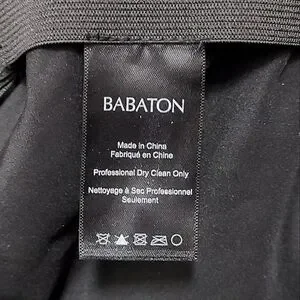 BABATON
Made in China
Fabriqué en Chine
Professional Dry Clean Only
Nettoyage à Sec Professionnel
Seulement